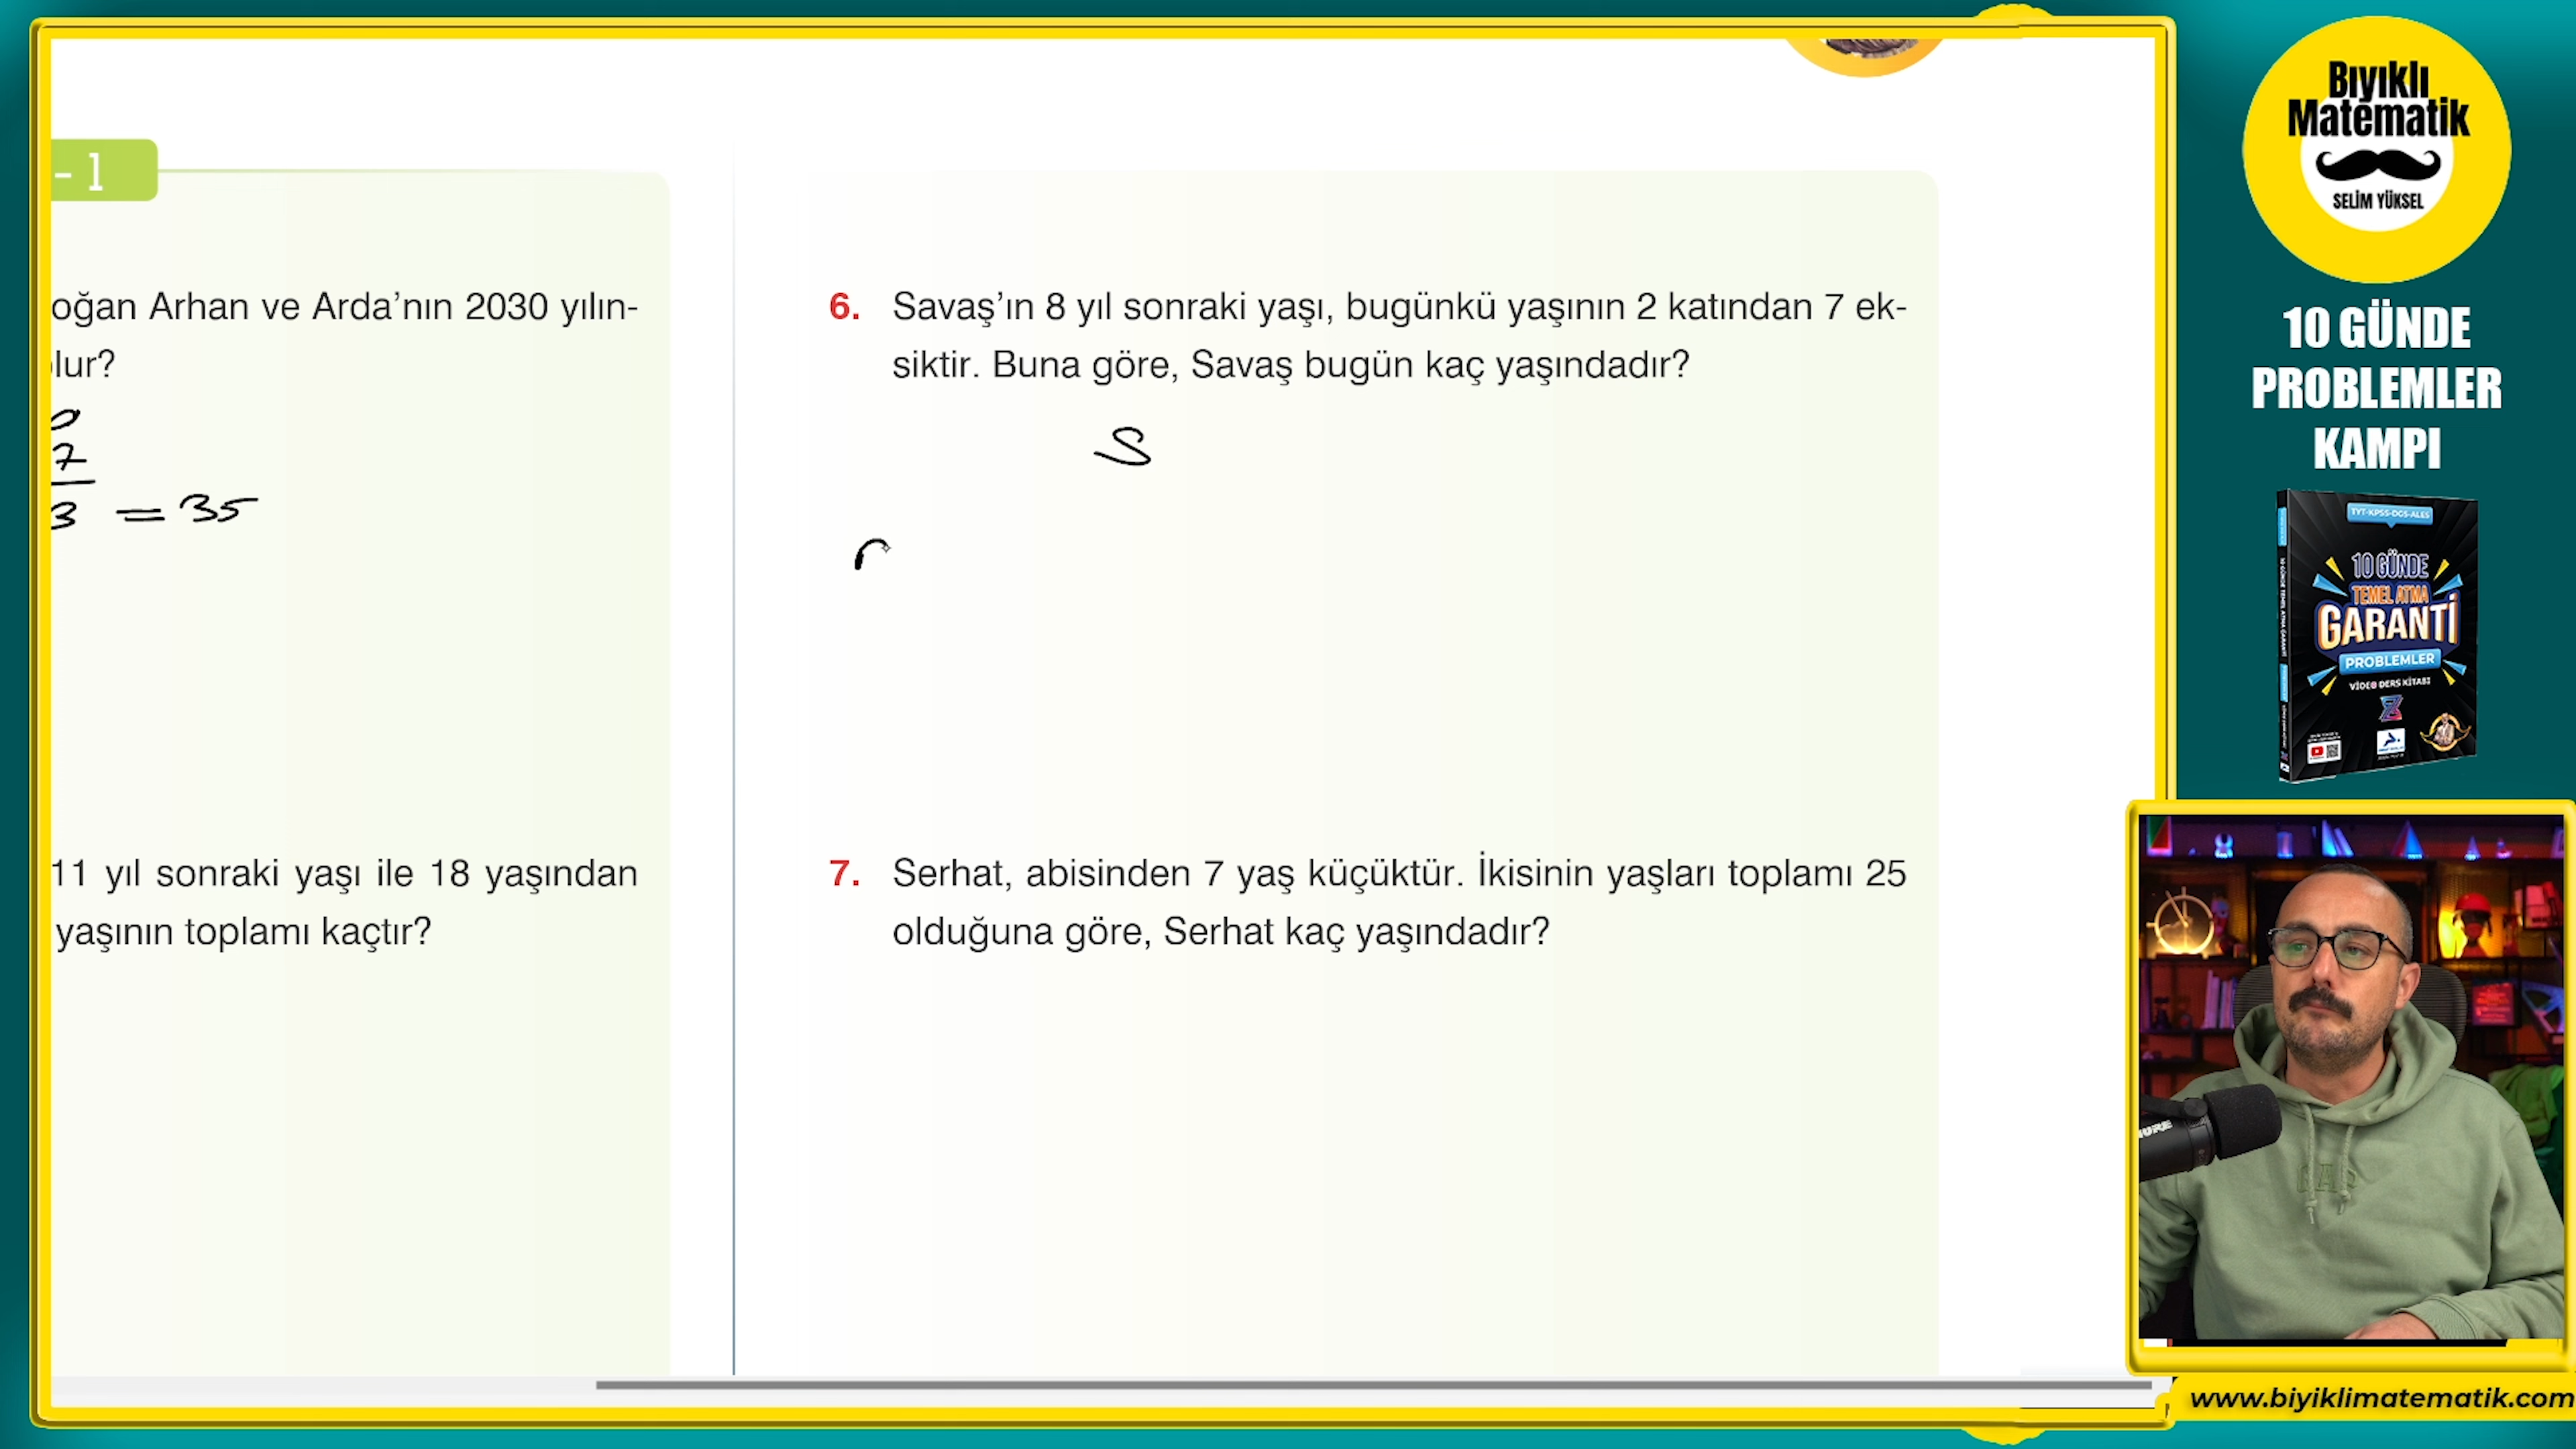 - 1
oğan Arhan ve Arda'nın 2030 yılın-
lur?
7
3 = 35
11 yıl sonraki yaşı ile 18 yaşından
yaşının toplamı kaçtır?
6. Savaş'ın 8 yıl sonraki yaşı, bugünkü yaşının 2 katından 7 ek-
siktir. Buna göre, Savaş bugün kaç yaşındadır?
S
7. Serhat, abisinden 7 yaş küçüktür. İkisinin yaşları toplamı 25
olduğuna göre, Serhat kaç yaşındadır?
Bıyıklı
Matematik
SELİM YÜKSEL
10 GÜNDE
PROBLEMLER
KAMPI
TYT-KPSS-DGS-ALES
10 GÜNDE
TEMEL ATMA
GARANTİ
PROBLEMLER
VİDEO DERS KİTABI
www.biyiklimatematik.com